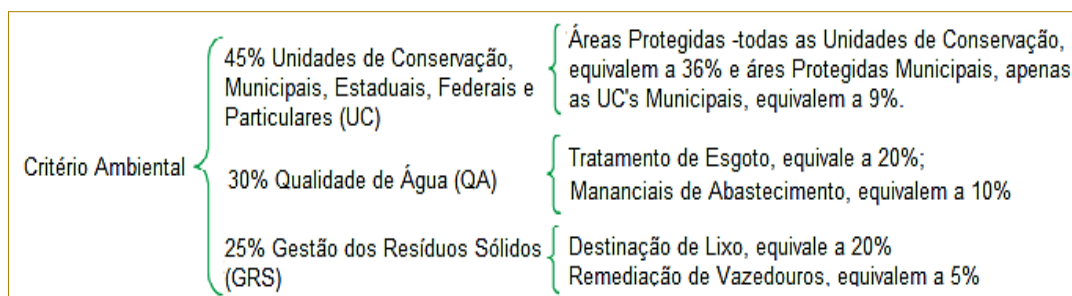 Critério Ambiental
45% Unidades de Conservação,
Municipais, Estaduais, Federais e
Particulares (UC)
Áreas Protegidas -todas as Unidades de Conservação,
equivalem a 36% e áres Protegidas Municipais, apenas
as UC's Municipais, equivalem a 9%.
30% Qualidade de Água (QA)
Tratamento de Esgoto, equivale a 20%;
Mananciais de Abastecimento, equivalem a 10%
25% Gestão dos Resíduos Sólidos
(GRS)
Destinação de Lixo, equivale a 20%
Remediação de Vazedouros, equivalem a 5%